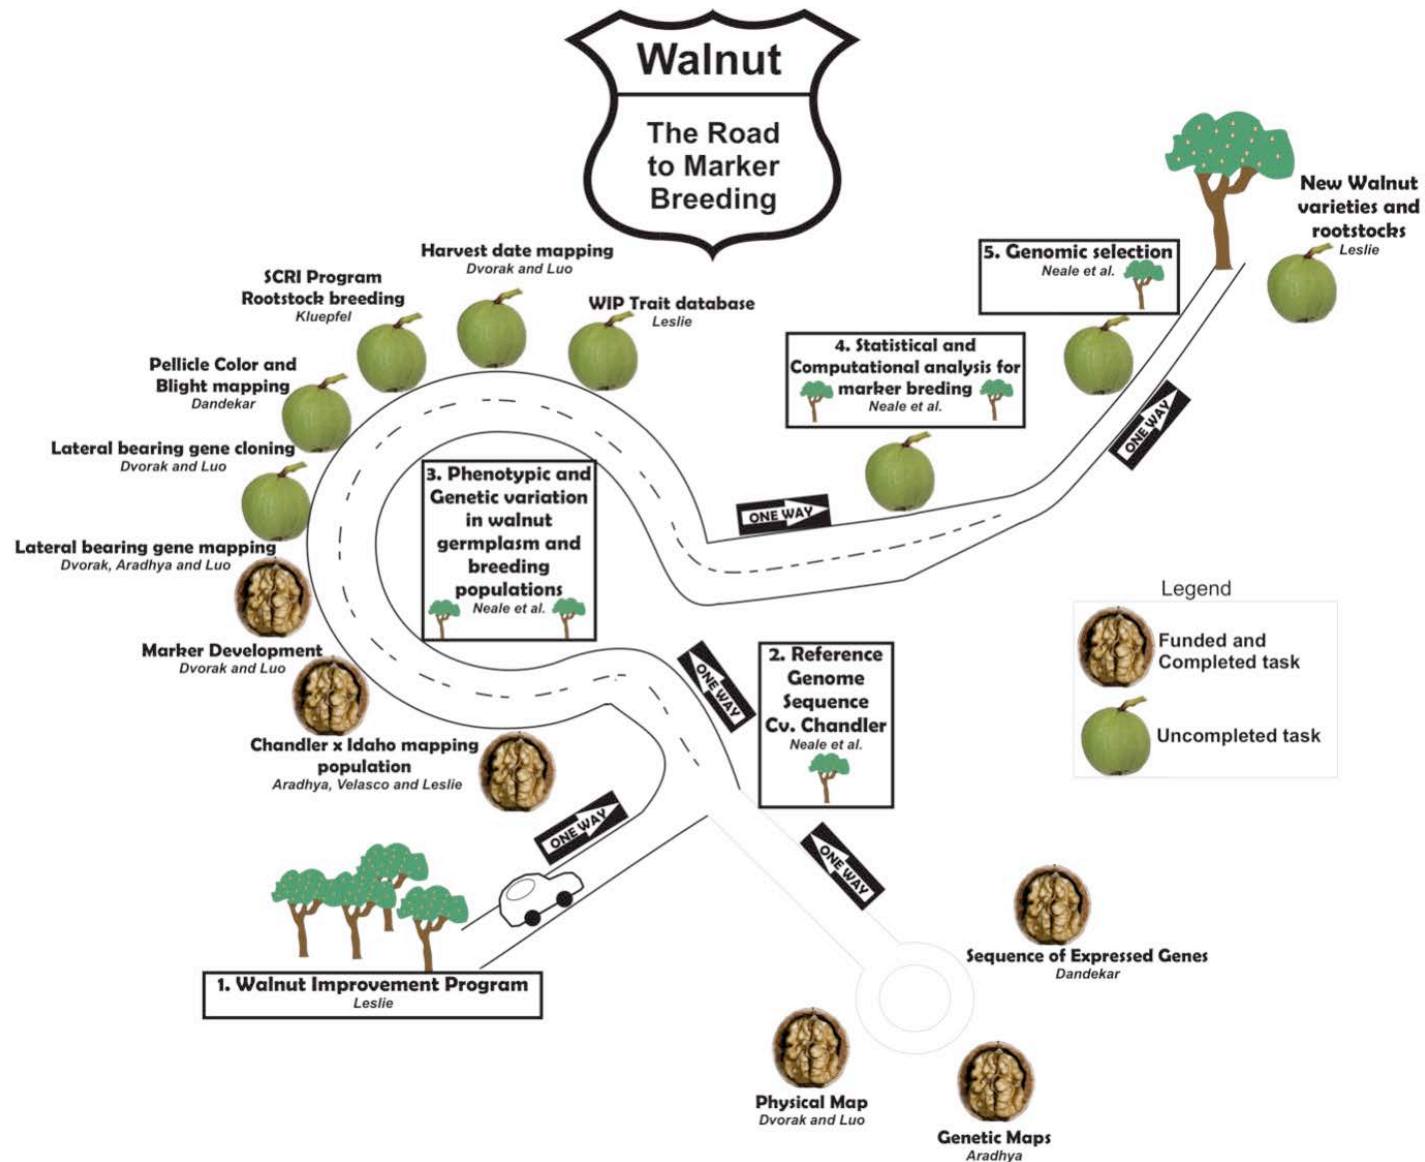 Walnut
The Road
to Marker
Breeding
New Walnut
varieties and
rootstocks
Leslie
5. Genomic selection
Neale et al.
Harvest date mapping
Dvorak and Luo
SCRI Program
Rootstock breeding
Kluepfel
WIP Trait database
Leslie
4. Statistical and
Computational analysis for
marker breding
Neale et al.
Pellicle Color and
Blight mapping
Dandekar
ONE WAY
Lateral bearing gene cloning
Dvorak and Luo
3. Phenotypic and
Genetic variation
in walnut
germplasm and
breeding
populations
Neale et al.
ONE WAY
Lateral bearing gene mapping
Dvorak, Aradhya and Luo
Legend
Funded and
Completed task
Uncompleted task
Marker Development
Dvorak and Luo
ONE WAY
2. Reference
Genome
Sequence
Cv. Chandler
Neale et al.
Chandler x Idaho mapping
population
Aradhya, Velasco and Leslie
ONE WAY
ONE WAY
Sequence of Expressed Genes
Dandekar
1. Walnut Improvement Program
Leslie
Physical Map
Dvorak and Luo
Genetic Maps
Aradhya